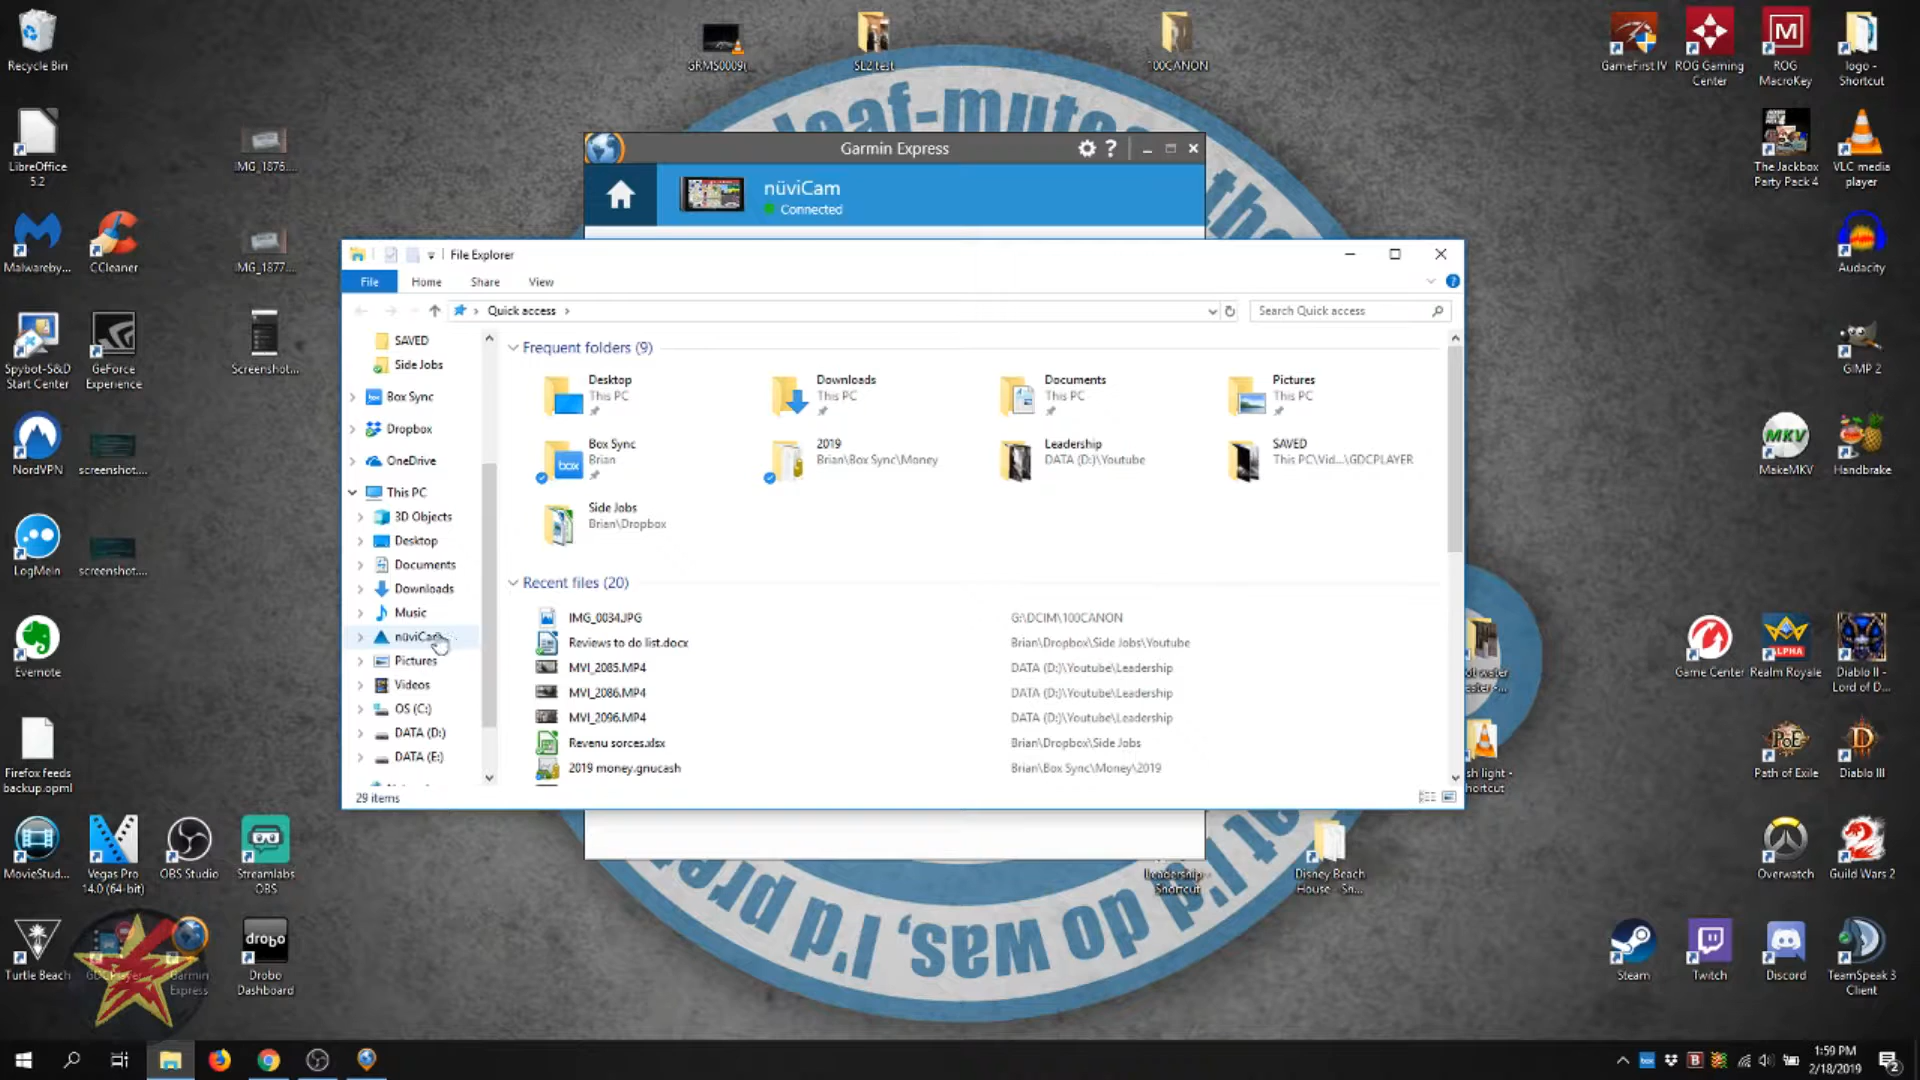 Recycle Bin
GRMS0009(...
SL2 test
100CANON
GameFirst IV
ROG Gaming
Center
ROG
MacroKey
logo -
Shortcut
LibreOffice
5.2
IMG_1876....
The Jackbox
Party Pack 4
VLC media
player
Malwareby...
CCleaner
IMG_1877....
Audacity
Spybot-S&D
Start Center
GeForce
Experience
Screenshot...
GIMP 2
NordVPN
screenshot....
MakeMKV
Handbrake
LogMeIn
screenshot....
Evernote
Game Center
Realm Royale
Diablo II -
Lord of D...
Firefox feeds
backup.opml
Path of Exile
Diablo III
MovieStud...
Vegas Pro
14.0 (64-bit)
OBS Studio
Streamlabs
OBS
Leadership -
Shortcut
Disney Beach
House - Sn...
Overwatch
Guild Wars 2
Turtle Beach
GDCPlayer
Garmin
Express
drobo
Drobo
Dashboard
Steam
Twitch
Discord
TeamSpeak 3
Client
Garmin Express
?
nüviCam
Connected
File Explorer
File Home Share View
Quick access
Search Quick access
SAVED
Side Jobs
Box Sync
Dropbox
OneDrive
This PC
3D Objects
Desktop
Documents
Downloads
Music
nüviCam
Pictures
Videos
OS (C:)
DATA (D:)
DATA (E:)
29 items
Frequent folders (9)
Desktop
This PC
Downloads
This PC
Documents
This PC
Pictures
This PC
box
Box Sync
Brian
2019
Brian\Box Sync\Money
Leadership
DATA (D:)\Youtube
SAVED
This PC\Vid...\GDCPLAYER
Side Jobs
Brian\Dropbox
Recent files (20)
IMG_0034.JPG G:\DCIM\100CANON
Reviews to do list.docx Brian\Dropbox\Side Jobs\Youtube
MVI_2085.MP4 DATA (D:)\Youtube\Leadership
MVI_2086.MP4 DATA (D:)\Youtube\Leadership
MVI_2096.MP4 DATA (D:)\Youtube\Leadership
Revenu sorces.xlsx Brian\Dropbox\Side Jobs
2019 money.gnucash Brian\Box Sync\Money\2019
1:59 PM
2/18/2019
2